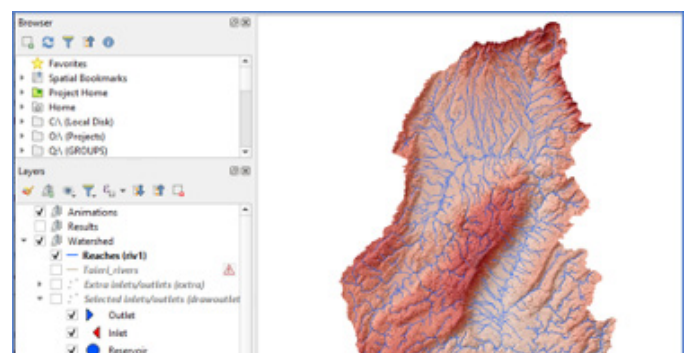 Browser
Favorites
Spatial Bookmarks
Project Home
Home
C:\ (Local Disk)
O:\ (Projects)
Q:\ (GROUPS)
Layers
Animations
Results
Watershed
Reaches (riv1)
Taieri_rivers
Extra inlets/outlets (extra)
Selected inlets/outlets (drawoutlet
Outlet
Inlet
Reservoir